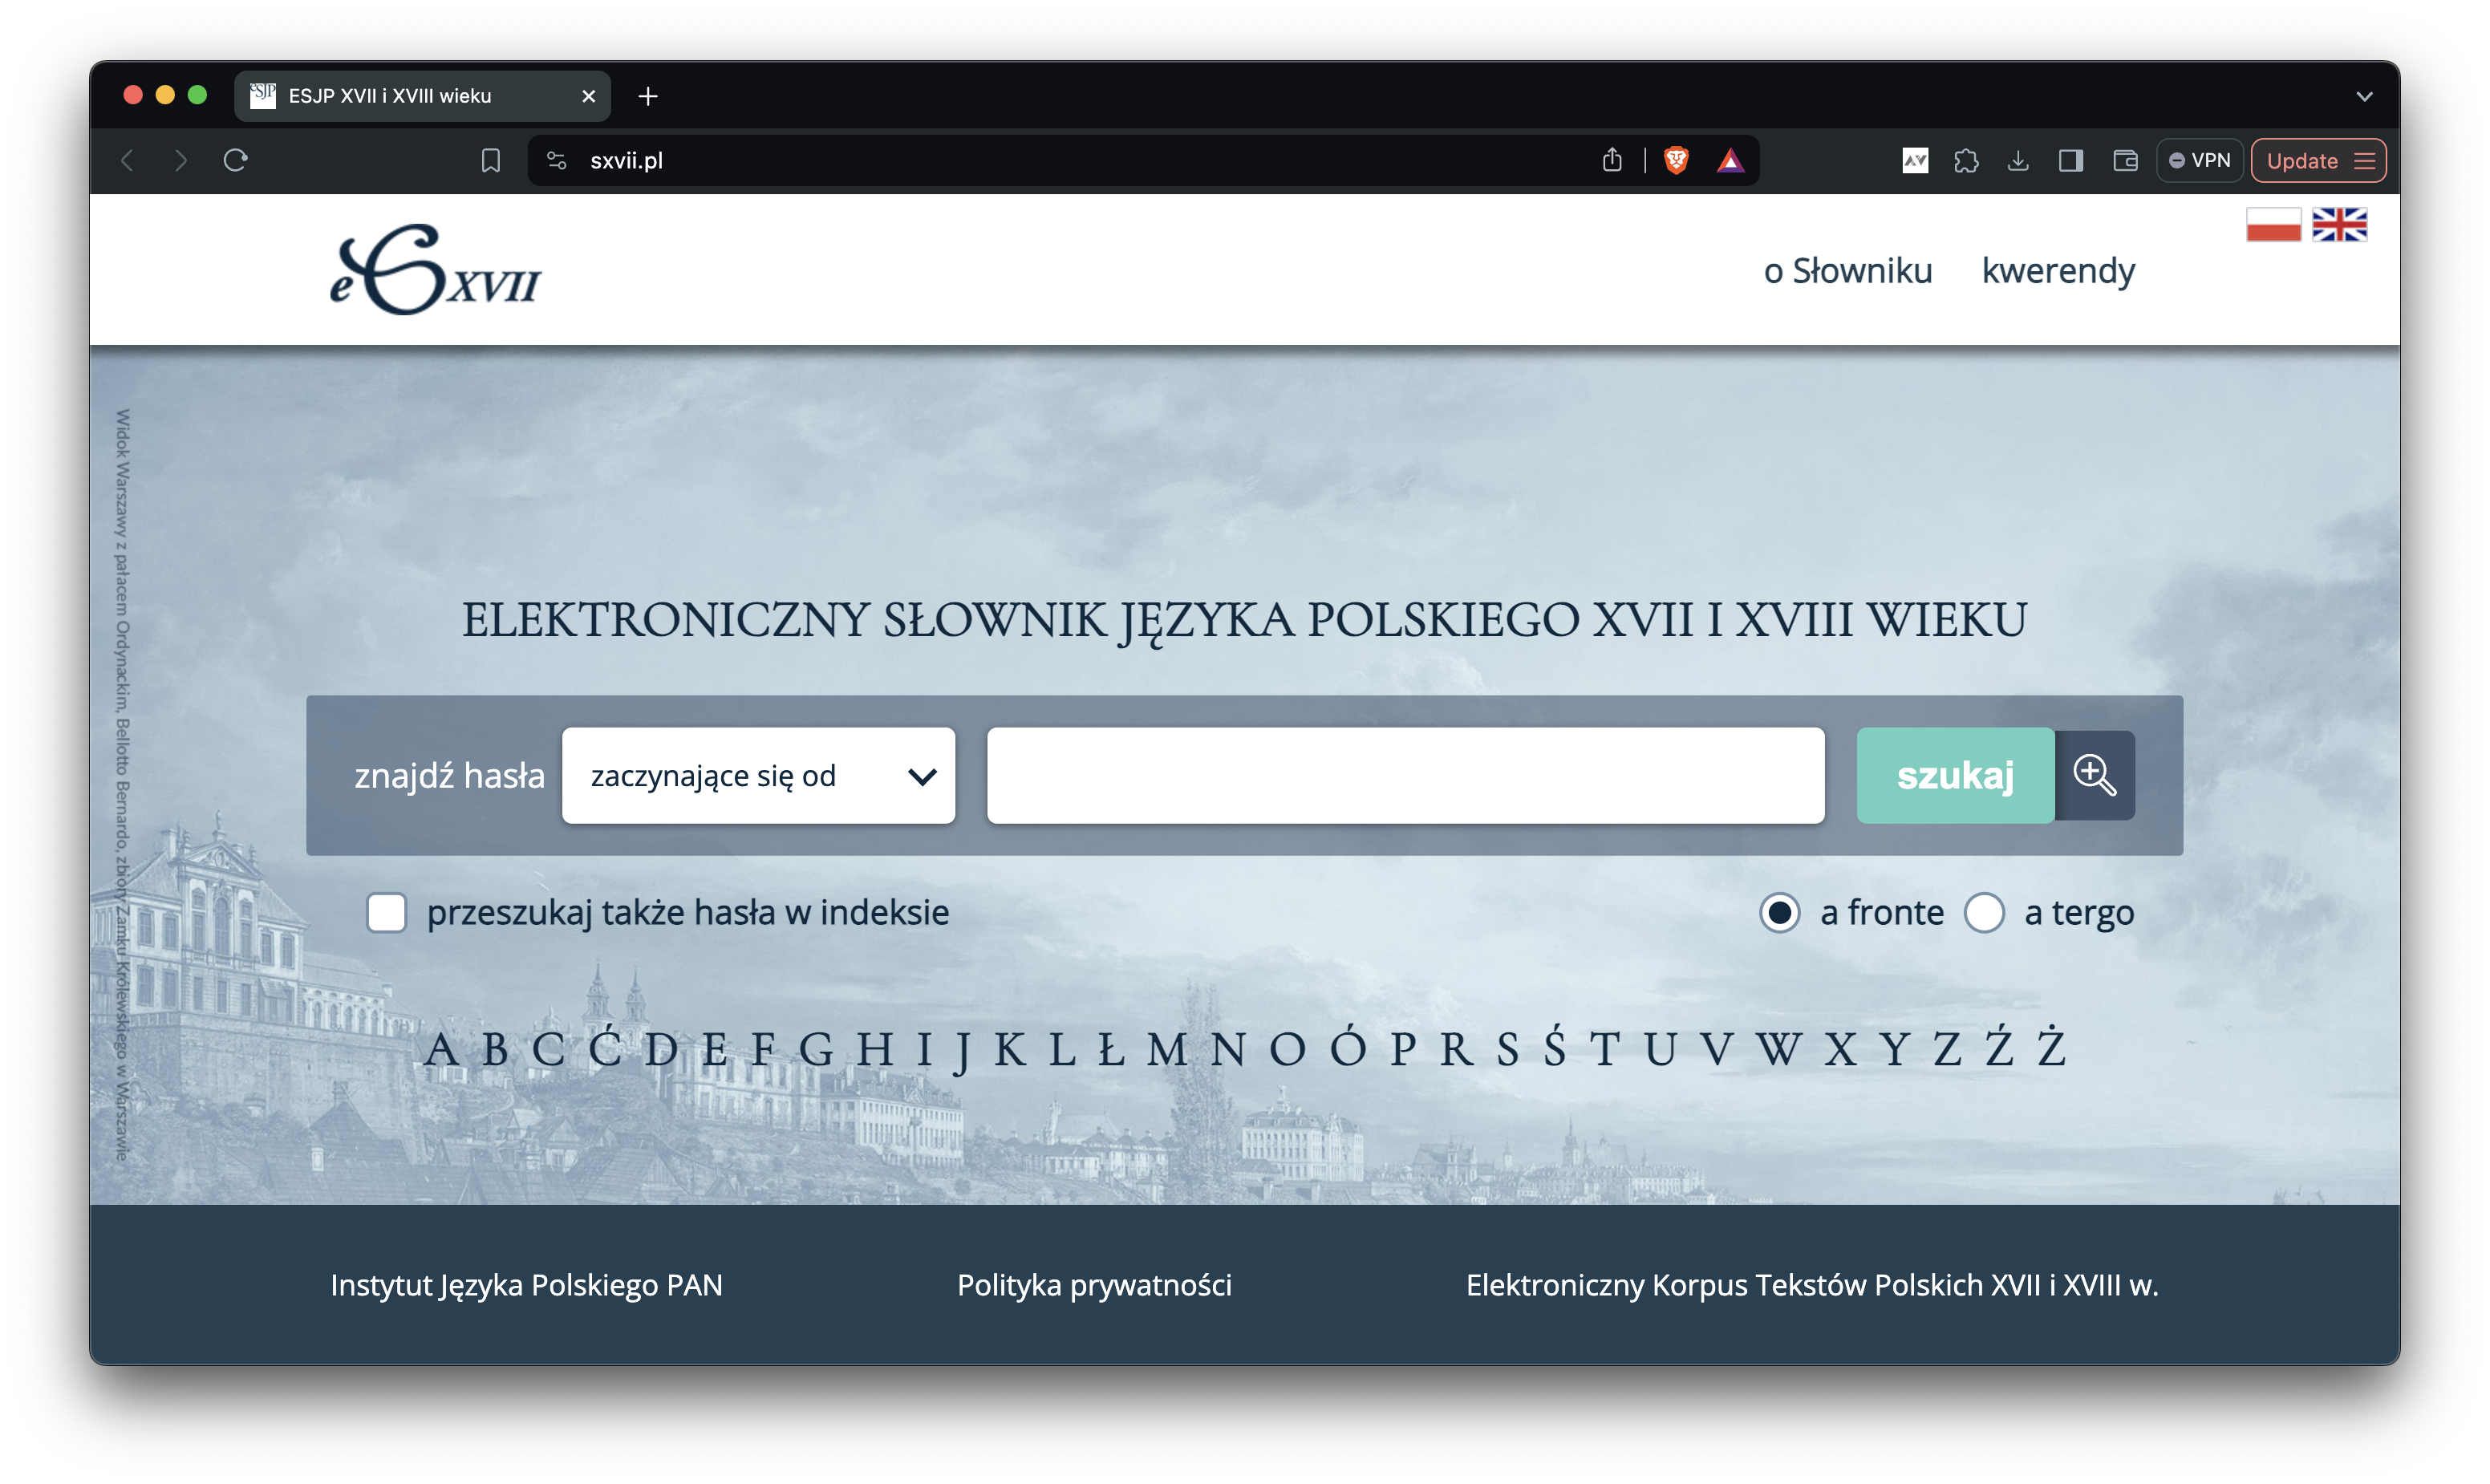 ESJP XVII i XVIII wieku
sxvii.pl
VPN
Update
e S XVII
o Słowniku kwerendy
Widok Warszawy z pałacem Ordynackim, Bellotto Bernardo, zbiory Zamku Królewskiego w Warszawie
ELEKTRONICZNY SŁOWNIK JĘZYKA POLSKIEGO XVII I XVIII WIEKU
znajdź hasła zaczynające się od szukaj
przeszukaj także hasła w indeksie a fronte a tergo
A B C Ć D E F G H I J K L Ł M N O Ó P R S Ś T U V W X Y Z Ź Ż
Instytut Języka Polskiego PAN Polityka prywatności Elektroniczny Korpus Tekstów Polskich XVII i XVIII w.